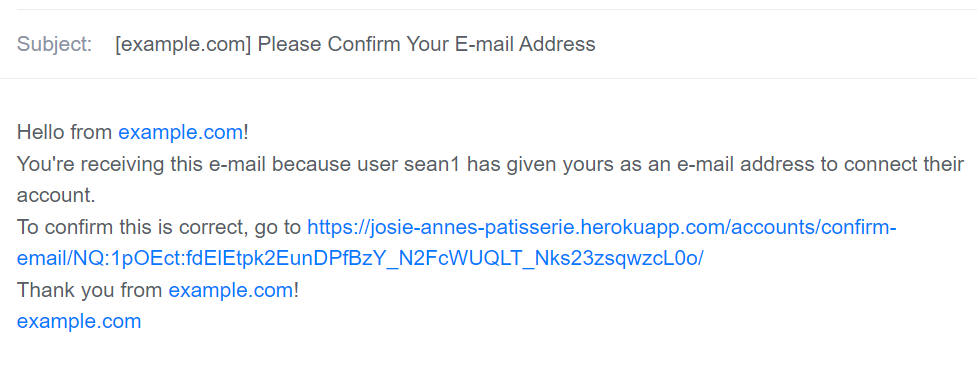 Subject: [example.com] Please Confirm Your E-mail Address
Hello from example.com!
You're receiving this e-mail because user sean1 has given yours as an e-mail address to connect their
account.
To confirm this is correct, go to https://josie-annes-patisserie.herokuapp.com/accounts/confirm-
email/NQ:1pOEct:fdElEtpk2EunDPfBzY_N2FcWUQLT_Nks23zsqwzcL0o/
Thank you from example.com!
example.com